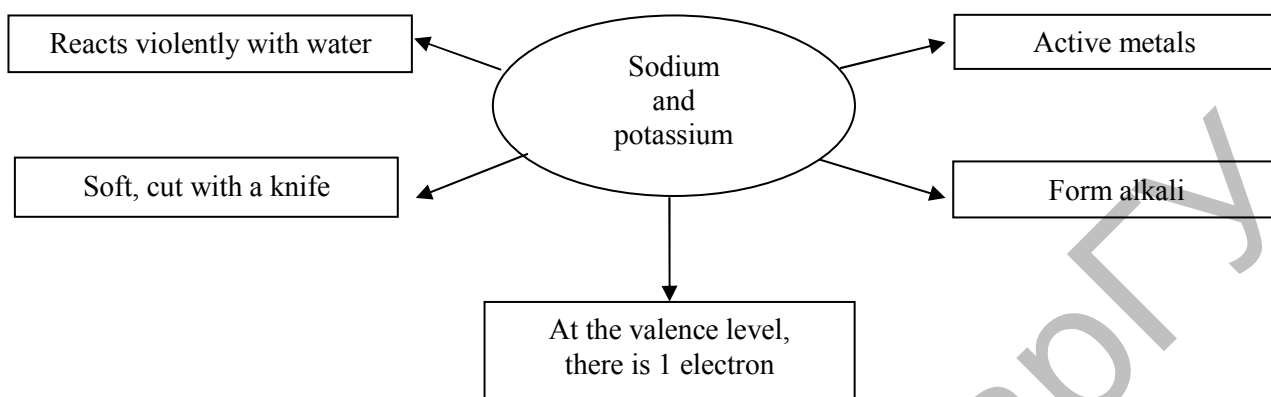 Reacts violently with water
Sodium
and
potassium
Active metals
Soft, cut with a knife
Form alkali
At the valence level,
there is 1 electron
рГУ